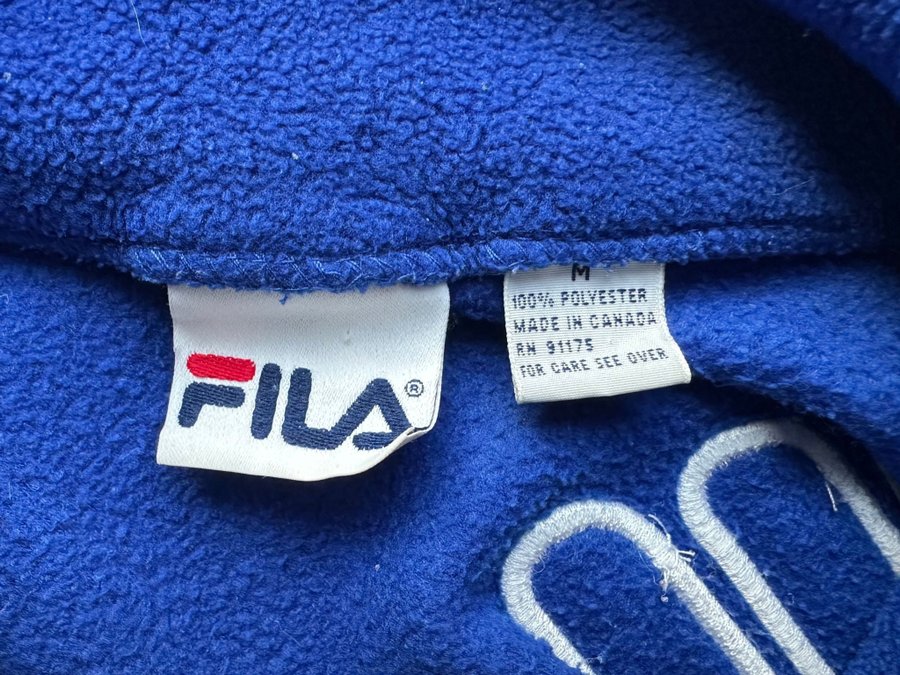 FILA®
M
100% POLYESTER
MADE IN CANADA
RN 91175
FOR CARE SEE OVER